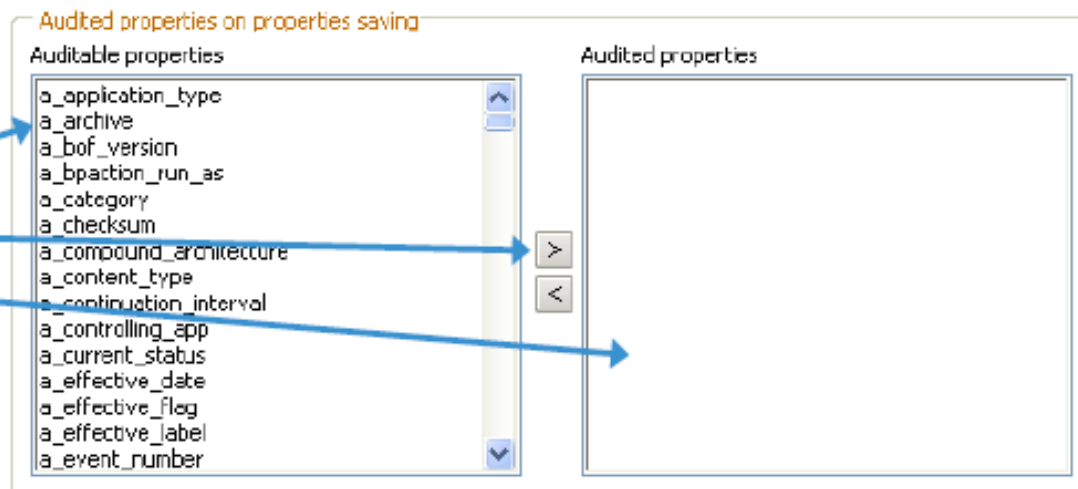 Audited properties on properties saving
Auditable properties
Audited properties
a_application_type
a_archive
a_bof_version
a_bpaction_run_as
a_category
a_checksum
a_compound_architecture
a_content_type
a_continuation_interval
a_controlling_app
a_current_status
a_effective_date
a_effective_flag
a_effective_label
a_event_number
>
<